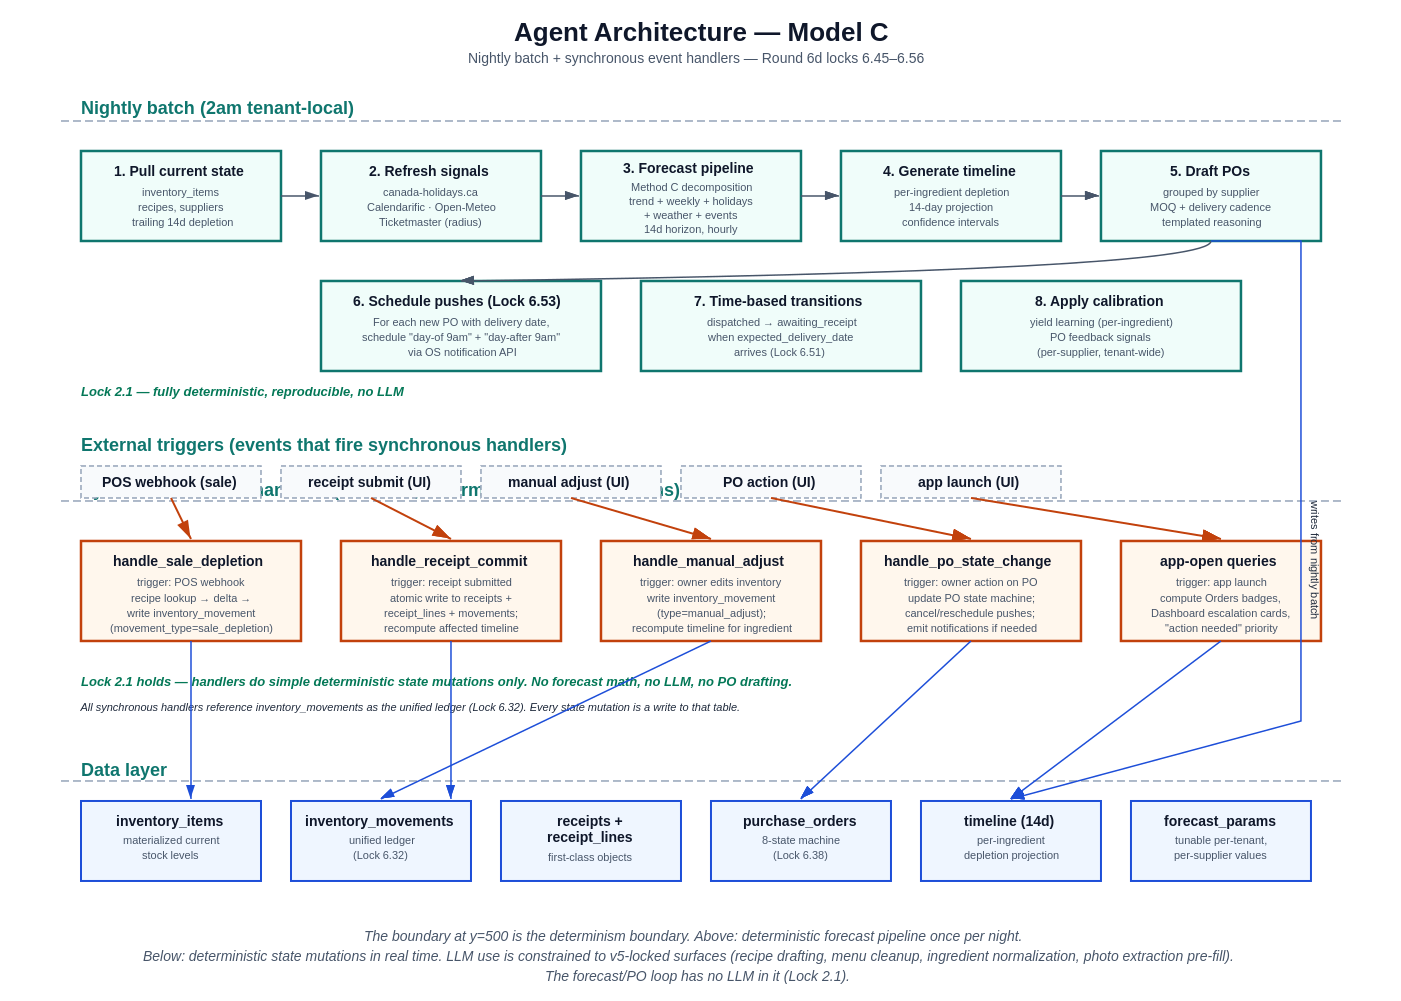 Agent Architecture — Model C
Nightly batch + synchronous event handlers — Round 6d locks 6.45–6.56
Nightly batch (2am tenant-local)
1. Pull current state
inventory_items
recipes, suppliers
trailing 14d depletion
2. Refresh signals
canada-holidays.ca
Calendarific · Open-Meteo
Ticketmaster (radius)
3. Forecast pipeline
Method C decomposition
trend + weekly + holidays
+ weather + events
14d horizon, hourly
4. Generate timeline
per-ingredient depletion
14-day projection
confidence intervals
5. Draft POs
grouped by supplier
MOQ + delivery cadence
templated reasoning
6. Schedule pushes (Lock 6.53)
For each new PO with delivery date,
schedule "day-of 9am" + "day-after 9am"
via OS notification API
7. Time-based transitions
dispatched → awaiting_receipt
when expected_delivery_date
arrives (Lock 6.51)
8. Apply calibration
yield learning (per-ingredient)
PO feedback signals
(per-supplier, tenant-wide)
Lock 2.1 — fully deterministic, reproducible, no LLM
External triggers (events that fire synchronous handlers)
POS webhook (sale)
receipt submit (UI)
manual adjust (UI)
PO action (UI)
app launch (UI)
handle_sale_depletion
trigger: POS webhook
recipe lookup → delta →
write inventory_movement
(movement_type=sale_depletion)
handle_receipt_commit
trigger: receipt submitted
atomic write to receipts +
receipt_lines + movements;
recompute affected timeline
handle_manual_adjust
trigger: owner edits inventory
write inventory_movement
(type=manual_adjust);
recompute timeline for ingredient
handle_po_state_change
trigger: owner action on PO
update PO state machine;
cancel/reschedule pushes;
emit notifications if needed
app-open queries
trigger: app launch
compute Orders badges,
Dashboard escalation cards,
"action needed" priority
writes from nightly batch
Lock 2.1 holds — handlers do simple deterministic state mutations only. No forecast math, no LLM, no PO drafting.
All synchronous handlers reference inventory_movements as the unified ledger (Lock 6.32). Every state mutation is a write to that table.
Data layer
inventory_items
materialized current
stock levels
inventory_movements
unified ledger
(Lock 6.32)
receipts +
receipt_lines
first-class objects
purchase_orders
8-state machine
(Lock 6.38)
timeline (14d)
per-ingredient
depletion projection
forecast_params
tunable per-tenant,
per-supplier values
The boundary at y=500 is the determinism boundary. Above: deterministic forecast pipeline once per night.
Below: deterministic state mutations in real time. LLM use is constrained to v5-locked surfaces (recipe drafting, menu cleanup, ingredient normalization, photo extraction pre-fill).
The forecast/PO loop has no LLM in it (Lock 2.1).